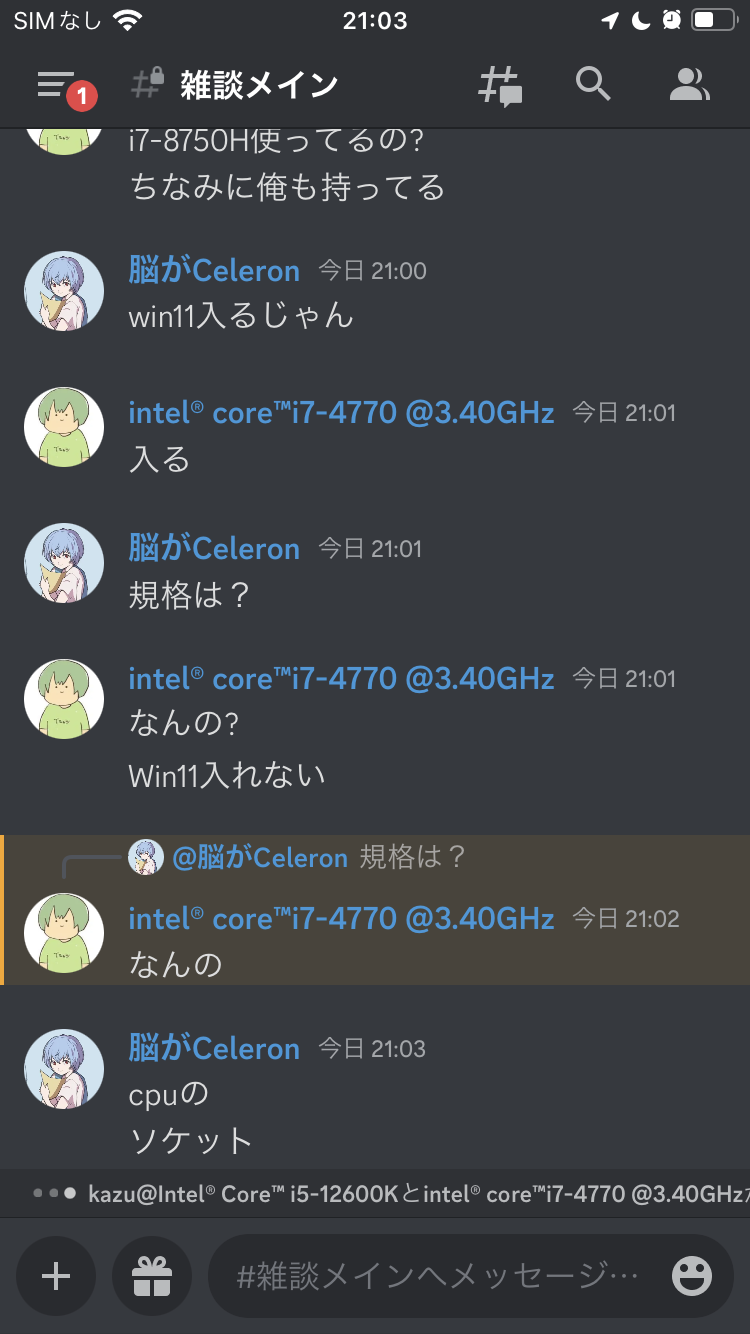 SIMなし
21:03
1
雑談メイン
i7-8750H使ってるの?
ちなみに俺も持ってる
脳がCeleron 今日 21:00
win11入るじゃん
intel® core™i7-4770 @3.40GHz 今日 21:01
入る
脳がCeleron 今日 21:01
規格は？
intel® core™i7-4770 @3.40GHz 今日 21:01
なんの?
Win11入れない
@脳がCeleron 規格は？
intel® core™i7-4770 @3.40GHz 今日 21:02
なんの
脳がCeleron 今日 21:03
cpuの
ソケット
kazu@Intel® Core™ i5-12600Kとintel® core™i7-4770 @3.40GHz
#雑談メインへメッセージ…